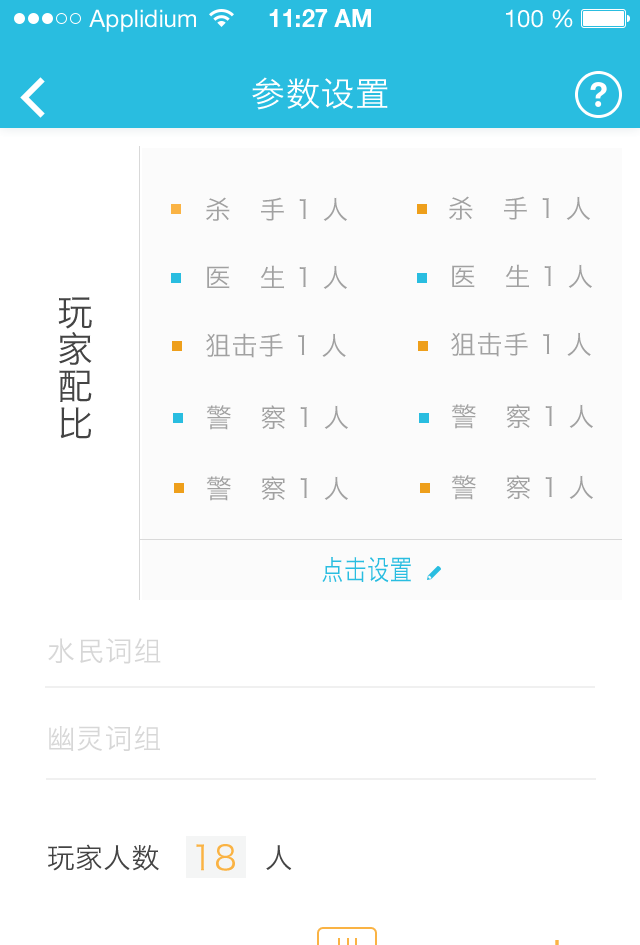 Applidium 11:27 AM 100 %
参数设置 ?
玩家配比
杀 手 1 人 杀 手 1 人
医 生 1 人 医 生 1 人
狙击手 1 人 狙击手 1 人
警 察 1 人 警 察 1 人
警 察 1 人 警 察 1 人
点击设置
水民词组
幽灵词组
玩家人数 18 人